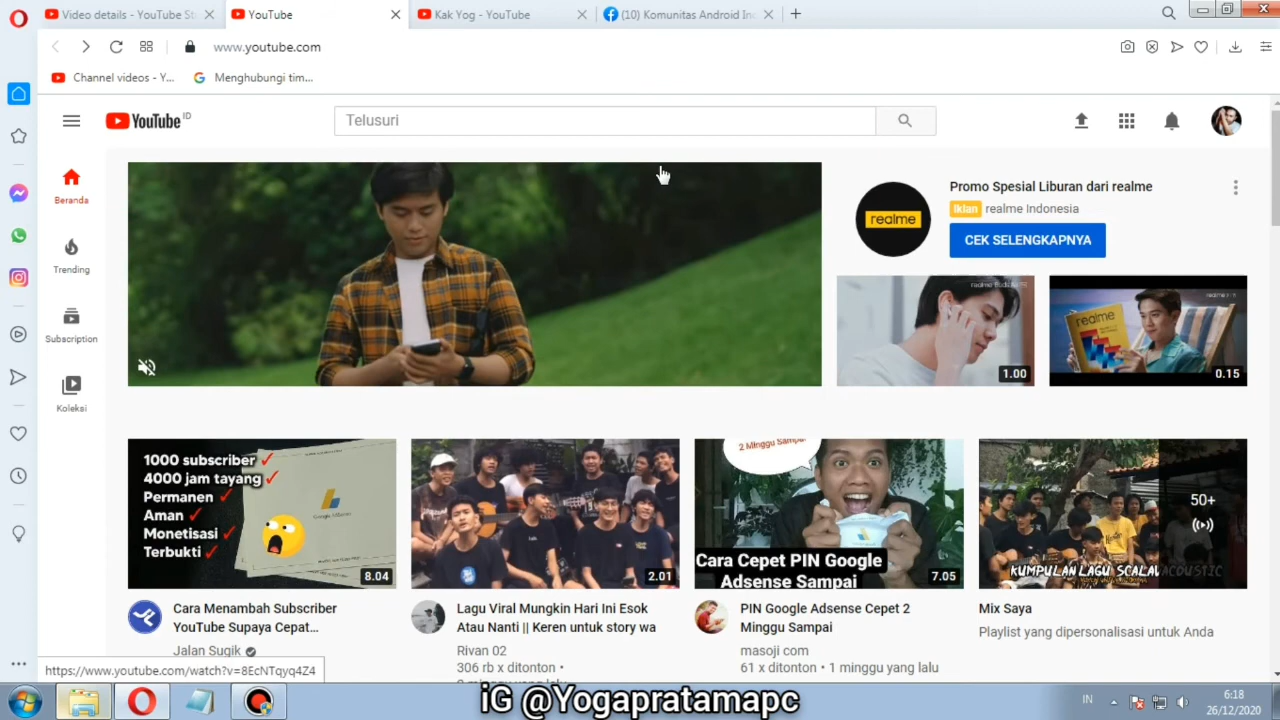 Video details - YouTube St
YouTube
Kak Yog - YouTube
(10) Komunitas Android Inc
www.youtube.com
Channel videos - Y...
Menghubungi tim...
YouTube ID
Telusuri
Beranda
Trending
Subscription
Koleksi
realme
Promo Spesial Liburan dari realme
Iklan realme Indonesia
CEK SELENGKAPNYA
1.00
realme
0.15
1000 subscriber
4000 jam tayang
Permanen
Aman
Monetisasi
Terbukti
Google AdSense
8.04
2.01
2 Minggu Sampai
Cara Cepet PIN Google
Adsense Sampai
7.05
50+
KUMPULAN LAGU SCALAVA ACOUSTIC
Cara Menambah Subscriber
YouTube Supaya Cepat...
Jalan Sugik
Lagu Viral Mungkin Hari Ini Esok
Atau Nanti || Keren untuk story wa
Rivan 02
306 rb x ditonton •
PIN Google Adsense Cepet 2
Minggu Sampai
masoji com
61 x ditonton • 1 minggu yang lalu
Mix Saya
Playlist yang dipersonalisasi untuk Anda
https://www.youtube.com/watch?v=8EcNTqyq4Z4
iG @Yogapratamapc
IN
6:18
26/12/2020